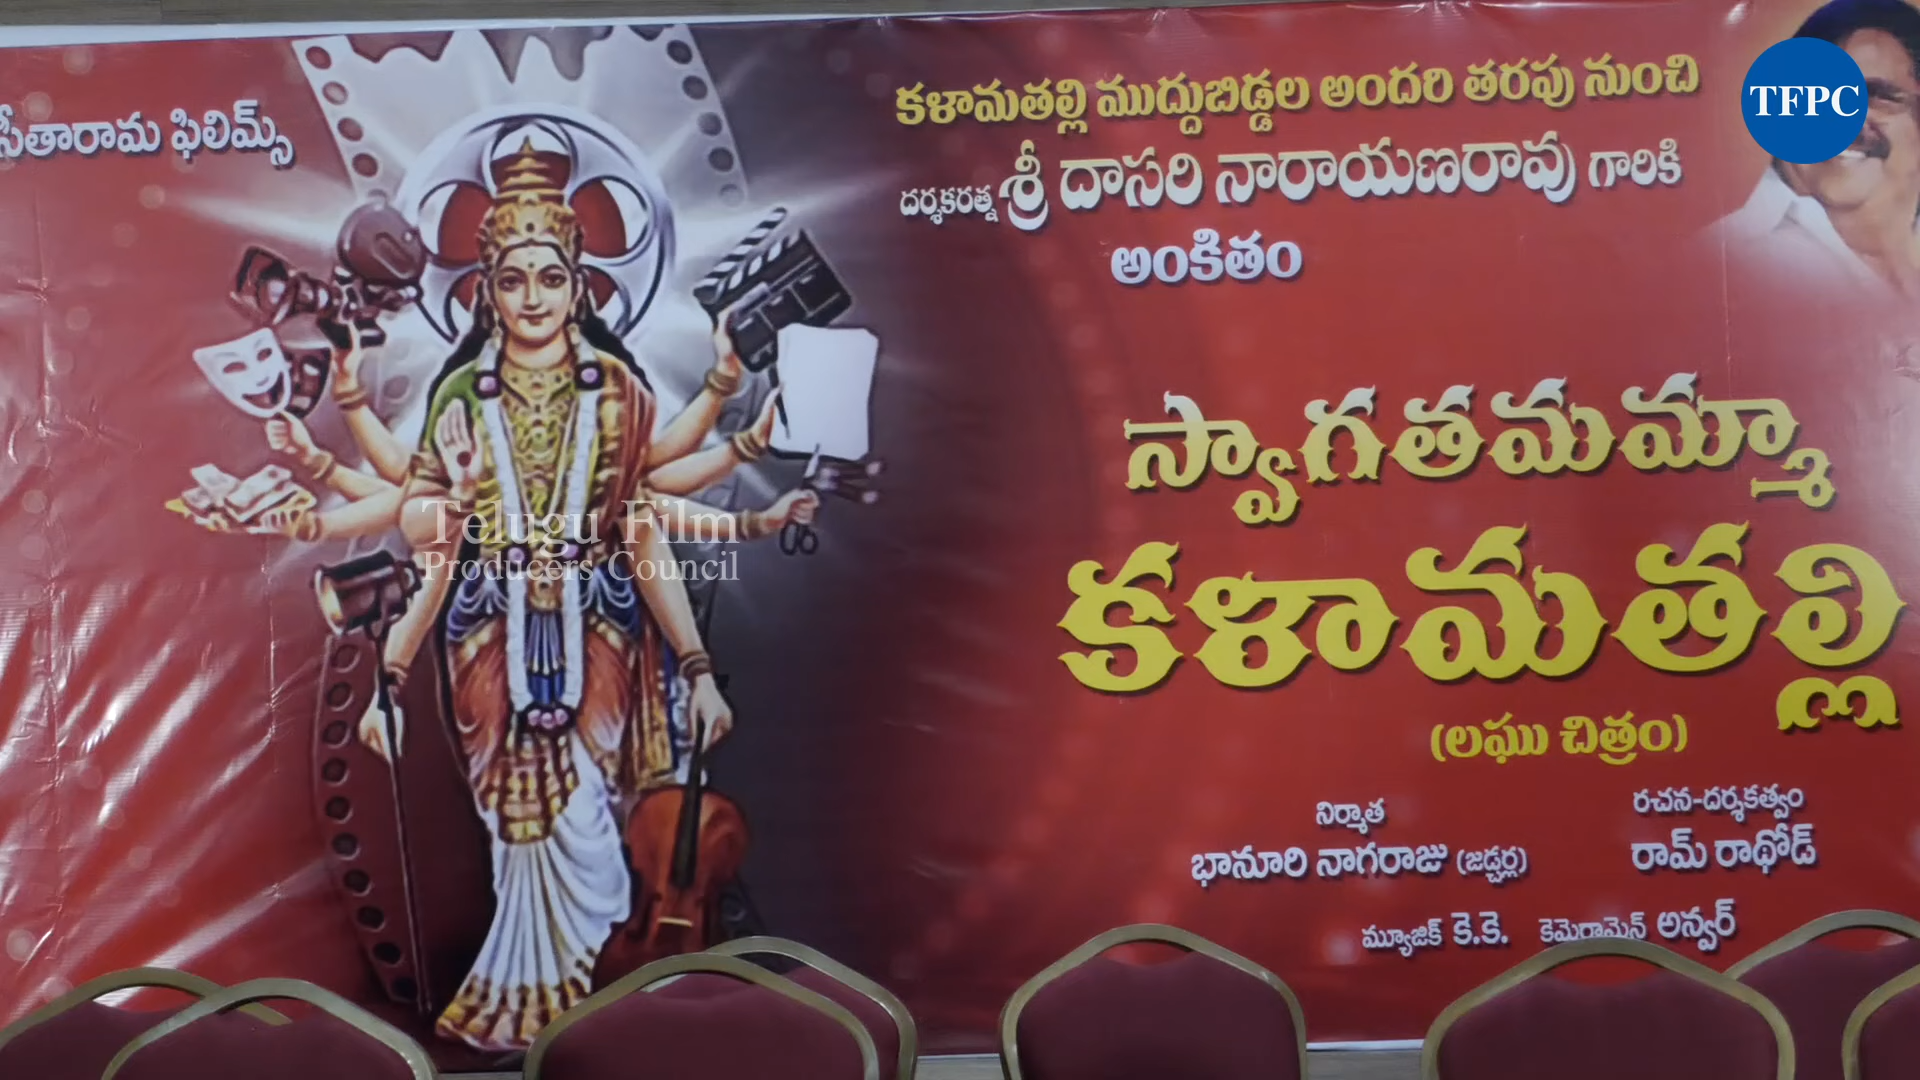 సీతారామ ఫిలిమ్స్
కళామతల్లి ముద్దుబిడ్డల అందరి తరపు నుంచి
దర్శకరత్న శ్రీ దాసరి నారాయణరావు గారికి
అంకితం
TFPC
స్వాగతమమ్మా
కళామతల్లి
(లఘు చిత్రం)
Telugu Film
Producers Council
నిర్మాత
భానూరి నాగరాజు (జడ్చర్ల)
రచన-దర్శకత్వం
రామ్ రాథోడ్
మ్యూజిక్ కె.కె. కెమెరామెన్ అన్వర్